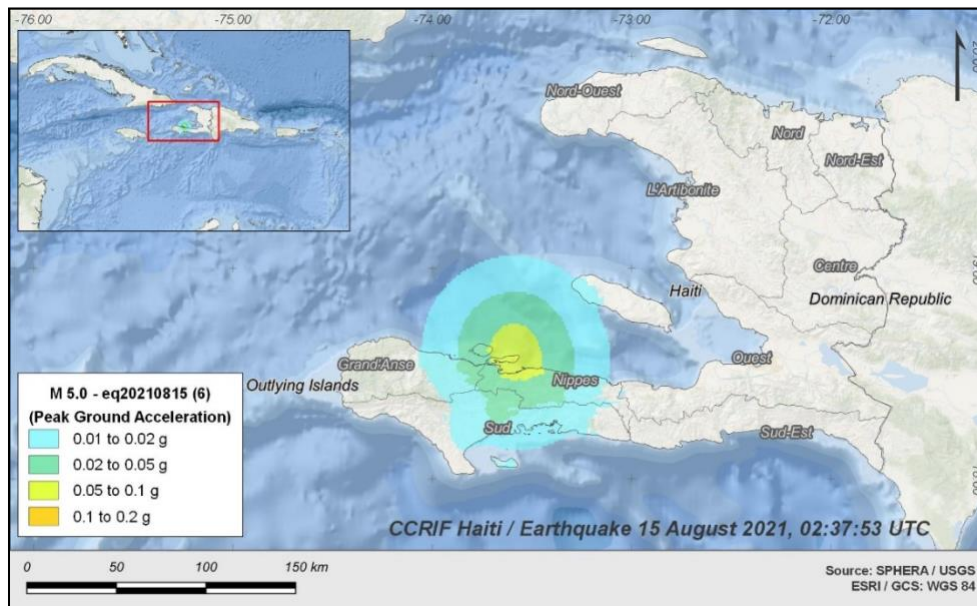 -76.00 -75.00 -74.00 -73.00 -72.00
Nord-Ouest
Nord
Nord-Est
L'Artibonite
Centre
Haiti
Dominican Republic
Ouest
Grand'Anse
Nippes
Outlying Islands
Sud
Sud-Est
M 5.0 - eq20210815 (6)
(Peak Ground Acceleration)
0.01 to 0.02 g
0.02 to 0.05 g
0.05 to 0.1 g
0.1 to 0.2 g
CCRIF Haiti / Earthquake 15 August 2021, 02:37:53 UTC
0 50 100 150 km
Source: SPHERA / USGS
ESRI / GCS: WGS 84